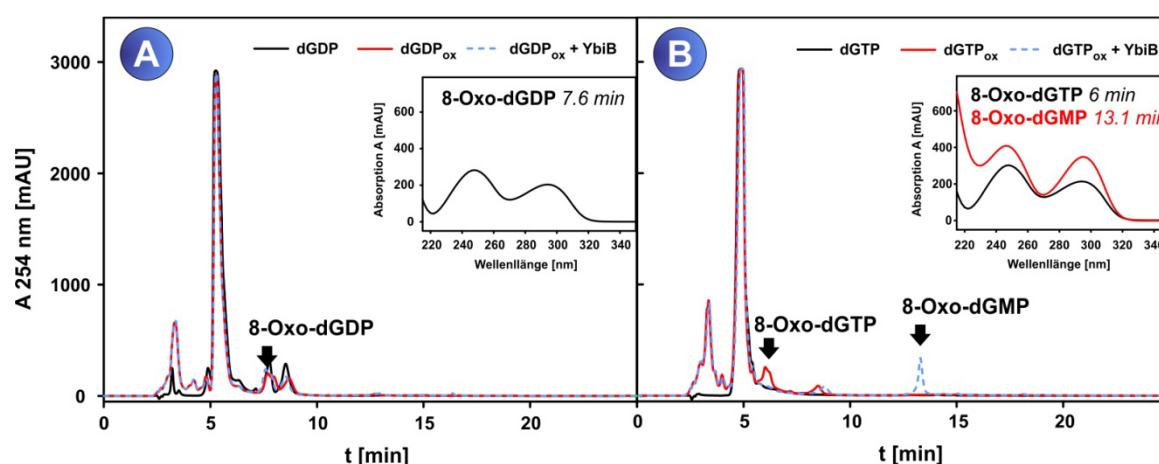 A
dGDP dGDPox dGDPox + YbiB
8-Oxo-dGDP 7.6 min
Absorption A [mAU]
600
400
200
0
220 240 260 280 300 320 340
Wellenllänge [nm]
8-Oxo-dGDP
A 254 nm [mAU]
3000
2000
1000
0
0 5 10 15 20
t [min]
B
dGTP dGTPox dGTPox + YbiB
8-Oxo-dGTP 6 min
8-Oxo-dGMP 13.1 min
Absorption A [mAU]
600
400
200
0
220 240 260 280 300 320 340
Wellenllänge [nm]
8-Oxo-dGTP
8-Oxo-dGMP
0 5 10 15 20
t [min]